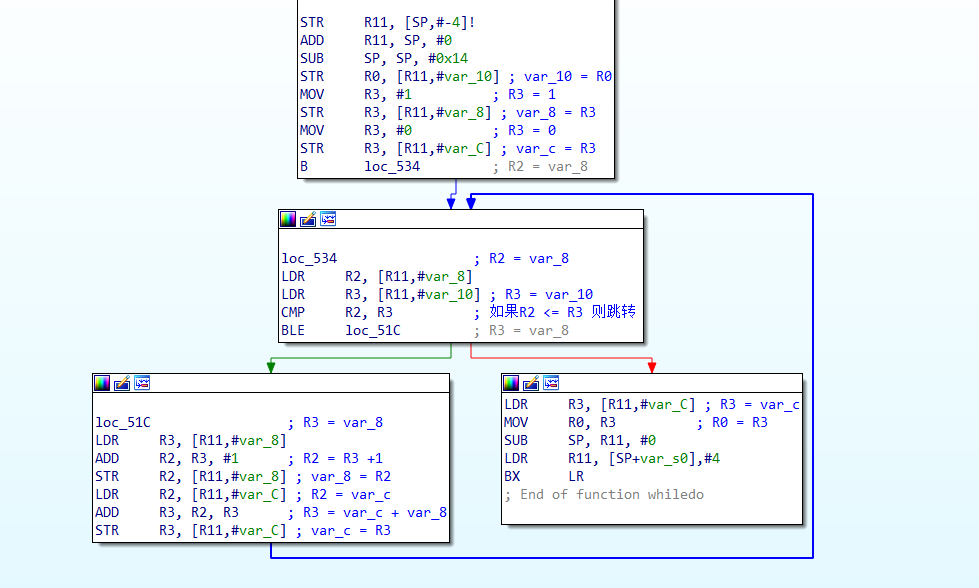 STR R11, [SP,#-4]!
ADD R11, SP, #0
SUB SP, SP, #0x14
STR R0, [R11,#var_10] ; var_10 = R0
MOV R3, #1 ; R3 = 1
STR R3, [R11,#var_8] ; var_8 = R3
MOV R3, #0 ; R3 = 0
STR R3, [R11,#var_C] ; var_c = R3
B loc_534 ; R2 = var_8
loc_534 ; R2 = var_8
LDR R2, [R11,#var_8]
LDR R3, [R11,#var_10] ; R3 = var_10
CMP R2, R3 ; 如果R2 <= R3 则跳转
BLE loc_51C ; R3 = var_8
loc_51C ; R3 = var_8
LDR R3, [R11,#var_8]
ADD R2, R3, #1 ; R2 = R3 +1
STR R2, [R11,#var_8] ; var_8 = R2
LDR R2, [R11,#var_C] ; R2 = var_c
ADD R3, R2, R3 ; R3 = var_c + var_8
STR R3, [R11,#var_C] ; var_c = R3
LDR R3, [R11,#var_C] ; R3 = var_c
MOV R0, R3 ; R0 = R3
SUB SP, R11, #0
LDR R11, [SP+var_s0],#4
BX LR
; End of function whiledo